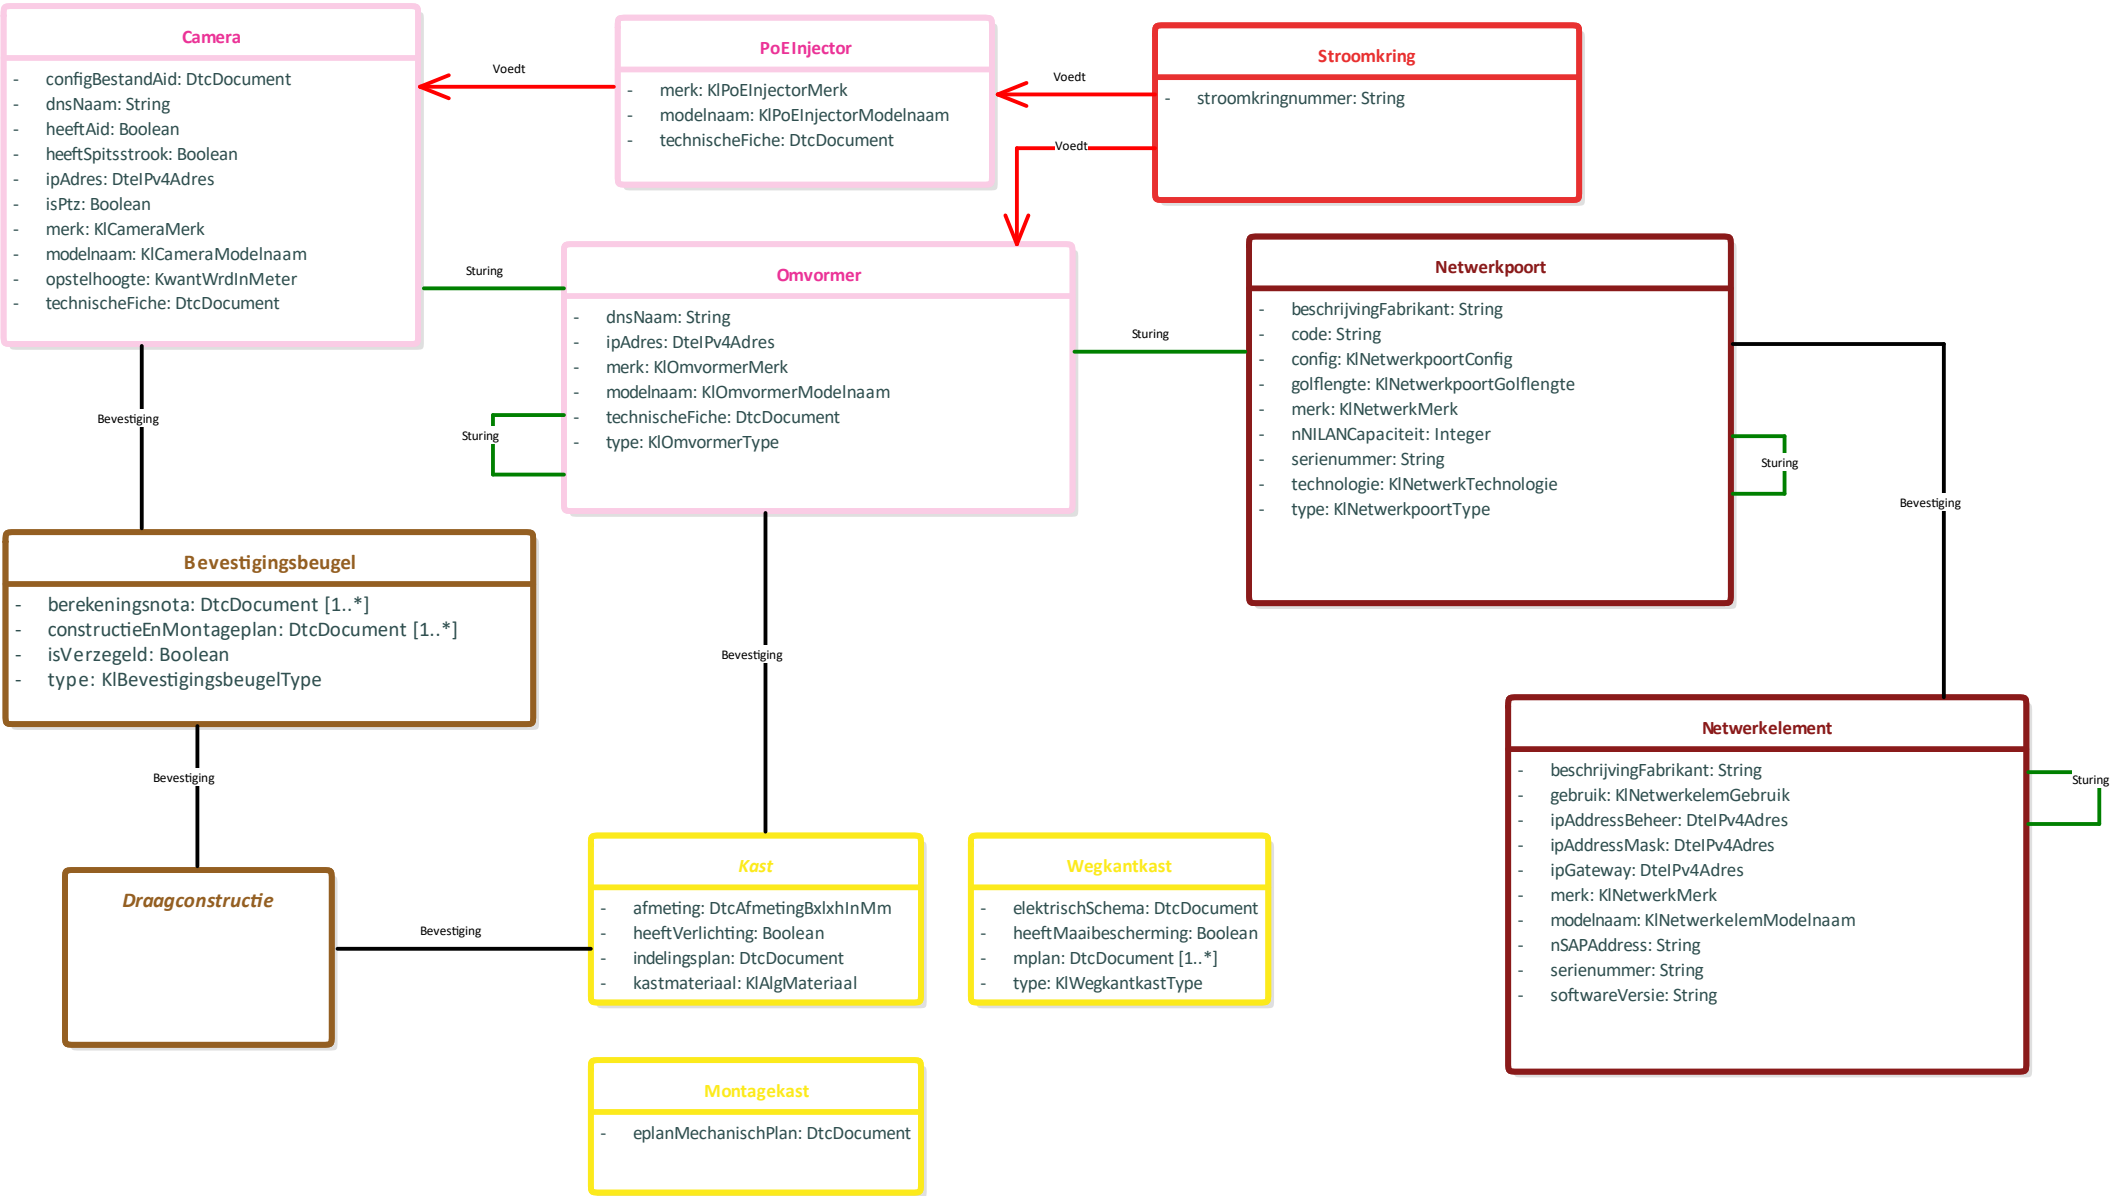 Camera
- configBestandAid: DtcDocument
- dnsNaam: String
- heeftAid: Boolean
- heeftSpitsstrook: Boolean
- ipAdres: DteIPv4Adres
- isPtz: Boolean
- merk: KlCameraMerk
- modelnaam: KlCameraModelnaam
- opstelhoogte: KwantWrdInMeter
- technischeFiche: DtcDocument
Voedt
PoEInjector
- merk: KlPoEInjectorMerk
- modelnaam: KlPoEInjectorModelnaam
- technischeFiche: DtcDocument
Voedt
Voedt
Stroomkring
- stroomkringnummer: String
Sturing
Omvormer
- dnsNaam: String
- ipAdres: DteIPv4Adres
- merk: KlOmvormerMerk
- modelnaam: KlOmvormerModelnaam
- technischeFiche: DtcDocument
- type: KlOmvormerType
Sturing
Sturing
Netwerkpoort
- beschrijvingFabrikant: String
- code: String
- config: KlNetwerkpoortConfig
- golflengte: KlNetwerkpoortGolflengte
- merk: KlNetwerkMerk
- nNILANCapaciteit: Integer
- serienummer: String
- technologie: KlNetwerkTechnologie
- type: KlNetwerkpoortType
Sturing
Bevestiging
Bevestiging
Bevestigingsbeugel
- berekeningsnota: DtcDocument [1..*]
- constructieEnMontageplan: DtcDocument [1..*]
- isVerzegeld: Boolean
- type: KlBevestigingsbeugelType
Bevestiging
Bevestiging
Netwerkelement
- beschrijvingFabrikant: String
- gebruik: KlNetwerkelemGebruik
- ipAddressBeheer: DteIPv4Adres
- ipAddressMask: DteIPv4Adres
- ipGateway: DteIPv4Adres
- merk: KlNetwerkMerk
- modelnaam: KlNetwerkelemModelnaam
- nSAPAddress: String
- serienummer: String
- softwareVersie: String
Sturing
Draagconstructie
Bevestiging
Kast
- afmeting: DtcAfmetingBxlxhInMm
- heeftVerlichting: Boolean
- indelingsplan: DtcDocument
- kastmateriaal: KlAlgMateriaal
Wegkantkast
- elektrischSchema: DtcDocument
- heeftMaaibescherming: Boolean
- mplan: DtcDocument [1..*]
- type: KlWegkantkastType
Montagekast
- eplanMechanischPlan: DtcDocument